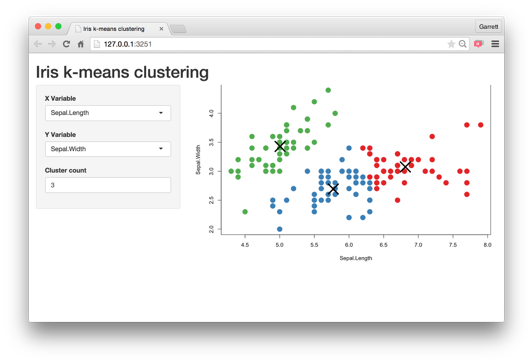 Iris k-means clustering
Garrett
127.0.0.1:3251
Iris k-means clustering
X Variable
Sepal.Length
Y Variable
Sepal.Width
Cluster count
3
Sepal.Width
4.0
3.5
3.0
2.5
2.0
4.5 5.0 5.5 6.0 6.5 7.0 7.5 8.0
Sepal.Length